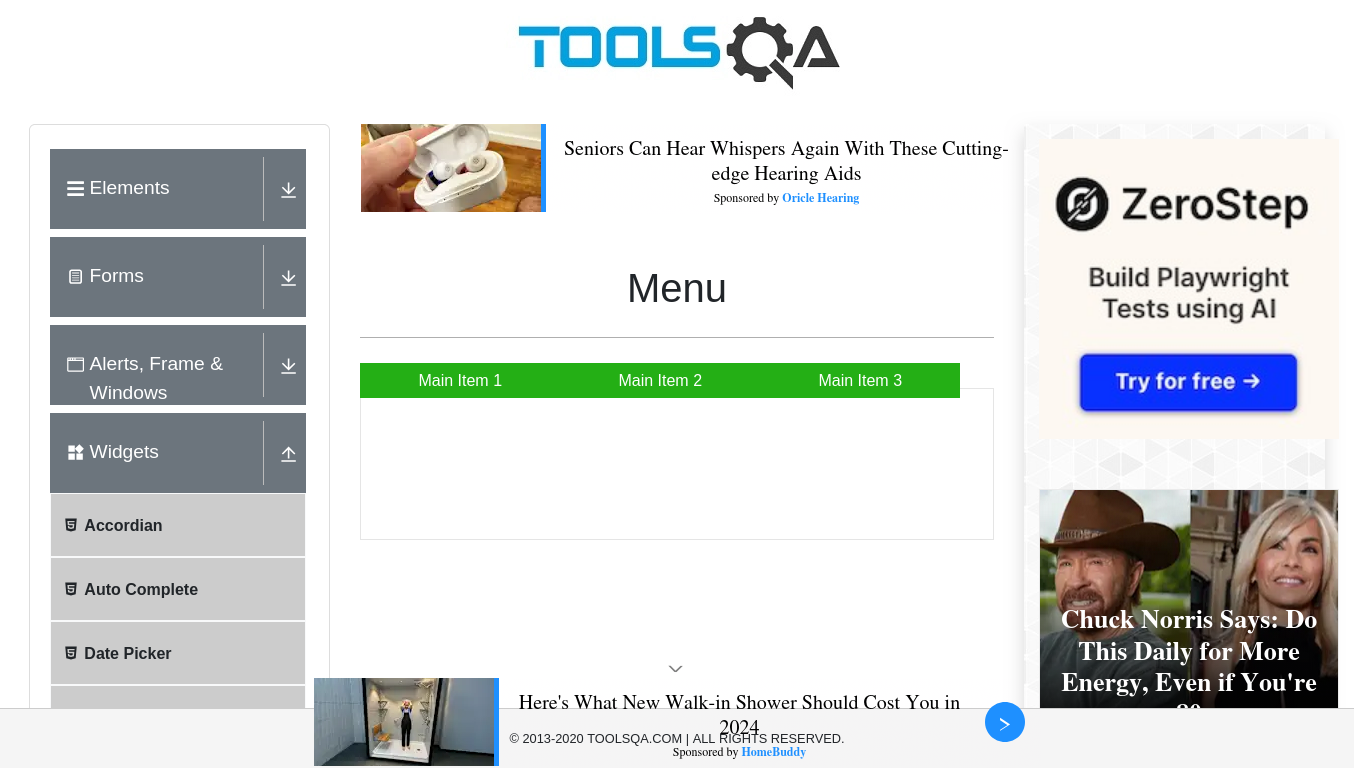 TOOLSQA
Elements
Forms
Alerts, Frame &
Windows
Widgets
Accordian
Auto Complete
Date Picker
Seniors Can Hear Whispers Again With These Cutting-
edge Hearing Aids
Sponsored by Oricle Hearing
Menu
Main Item 1
Main Item 2
Main Item 3
ZeroStep
Build Playwright
Tests using AI
Try for free →
Chuck Norris Says: Do
This Daily for More
Energy, Even if You're
Here's What New Walk-in Shower Should Cost You in
2024
© 2013-2020 TOOLSQA.COM | ALL RIGHTS RESERVED.
Sponsored by HomeBuddy